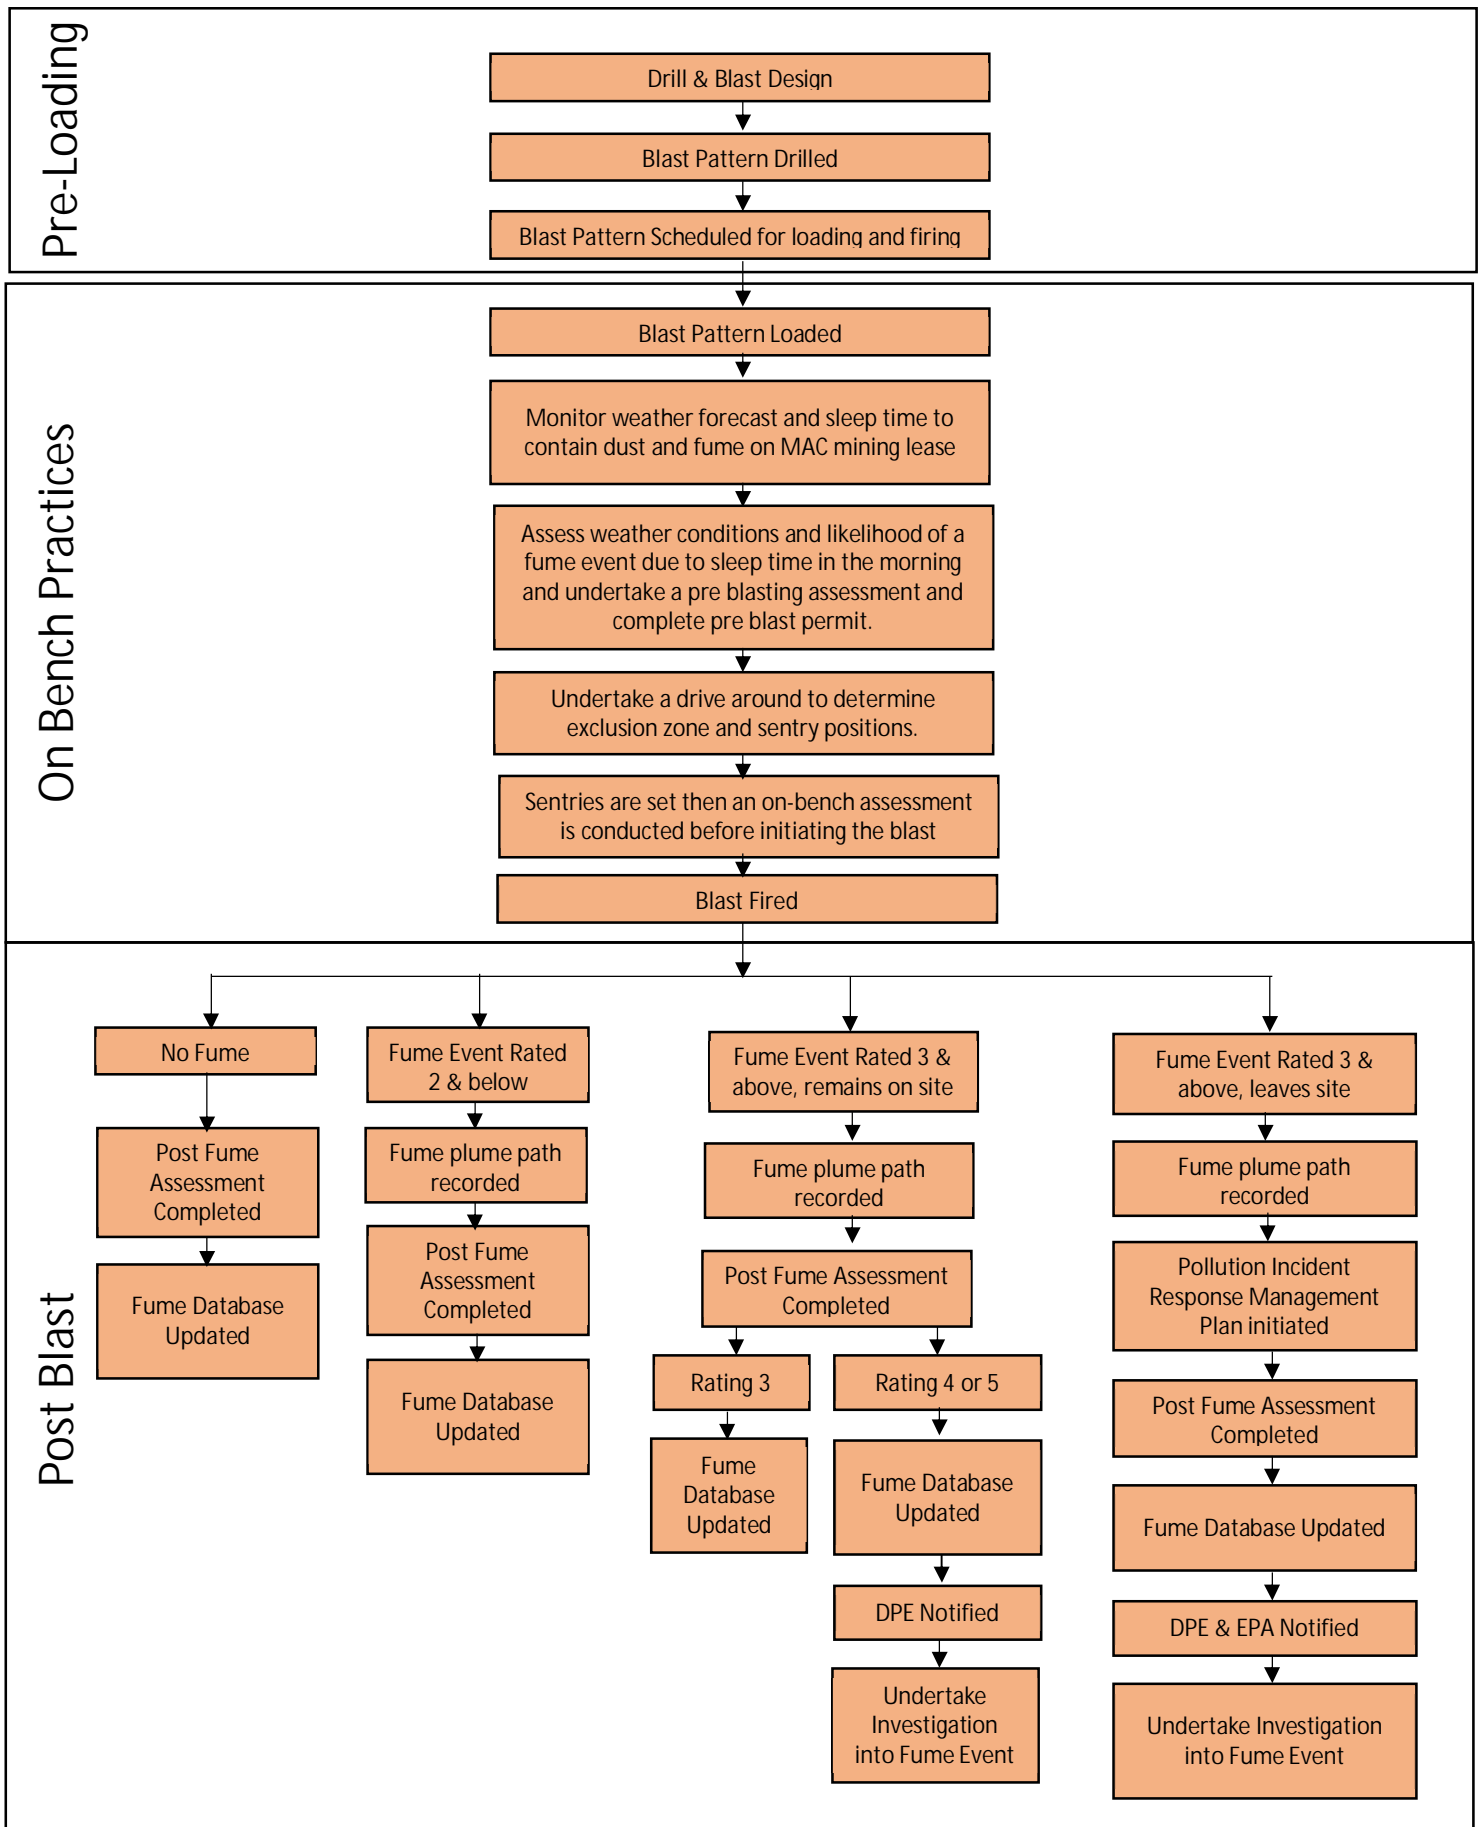 Pre-Loading
Drill & Blast Design
Blast Pattern Drilled
Blast Pattern Scheduled for loading and firing
On Bench Practices
Blast Pattern Loaded
Monitor weather forecast and sleep time to
contain dust and fume on MAC mining lease
Assess weather conditions and likelihood of a
fume event due to sleep time in the morning
and undertake a pre blasting assessment and
complete pre blast permit.
Undertake a drive around to determine
exclusion zone and sentry positions.
Sentries are set then an on-bench assessment
is conducted before initiating the blast
Blast Fired
Post Blast
No Fume
Post Fume
Assessment
Completed
Fume Database
Updated
Fume Event Rated
2 & below
Fume plume path
recorded
Post Fume
Assessment
Completed
Fume Database
Updated
Fume Event Rated 3 &
above, remains on site
Fume plume path
recorded
Post Fume Assessment
Completed
Rating 3
Fume
Database
Updated
Rating 4 or 5
Fume Database
Updated
DPE Notified
Undertake
Investigation
into Fume Event
Fume Event Rated 3 &
above, leaves site
Fume plume path
recorded
Pollution Incident
Response Management
Plan initiated
Post Fume Assessment
Completed
Fume Database Updated
DPE & EPA Notified
Undertake Investigation
into Fume Event